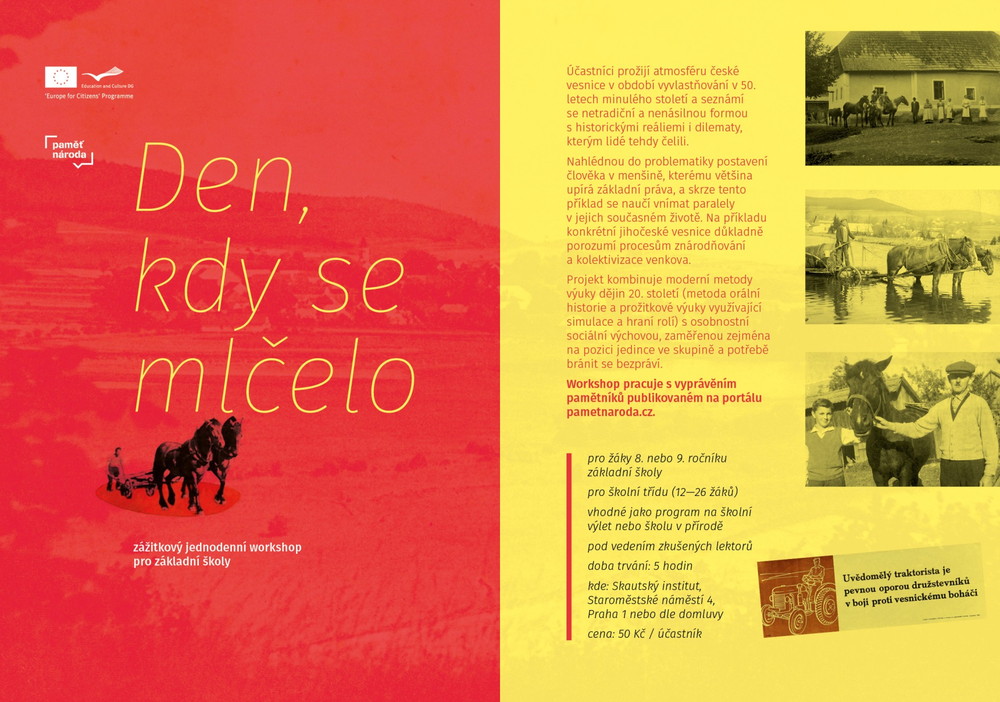 Education and Culture DG
'Europe for Citizens' Programme
paměť
národa
Den,
kdy se
mlčelo
zážitkový jednodenní workshop
pro základní školy
Účastníci prožijí atmosféru české
vesnice v období vyvlastňování v 50.
letech minulého století a seznámí
se netradiční a nenásilnou formou
s historickými reáliemi i dilematy,
kterým lidé tehdy čelili.
Nahlédnou do problematiky postavení
člověka v menšině, kterému většina
upírá základní práva, a skrze tento
příklad se naučí vnímat paralely
v jejich současném životě. Na příkladu
konkrétní jihočeské vesnice důkladně
porozumí procesům znárodňování
a kolektivizace venkova.
Projekt kombinuje moderní metody
výuky dějin 20. století (metoda orální
historie a prožitkové výuky využívající
simulace a hraní rolí) s osobnostní
sociální výchovou, zaměřenou zejména
na pozici jedince ve skupině a potřebě
bránit se bezpráví.
Workshop pracuje s vyprávěním
pamětníků publikovaném na portálu
pametnaroda.cz.
pro žáky 8. nebo 9. ročníku
základní školy
pro školní třídu (12—26 žáků)
vhodné jako program na školní
výlet nebo školu v přírodě
pod vedením zkušených lektorů
doba trvání: 5 hodin
kde: Skautský institut,
Staroměstské náměstí 4,
Praha 1 nebo dle domluvy
cena: 50 Kč / účastník
Uvědomělý traktorista je
pevnou oporou družstevníků
v boji proti vesnickému boháči